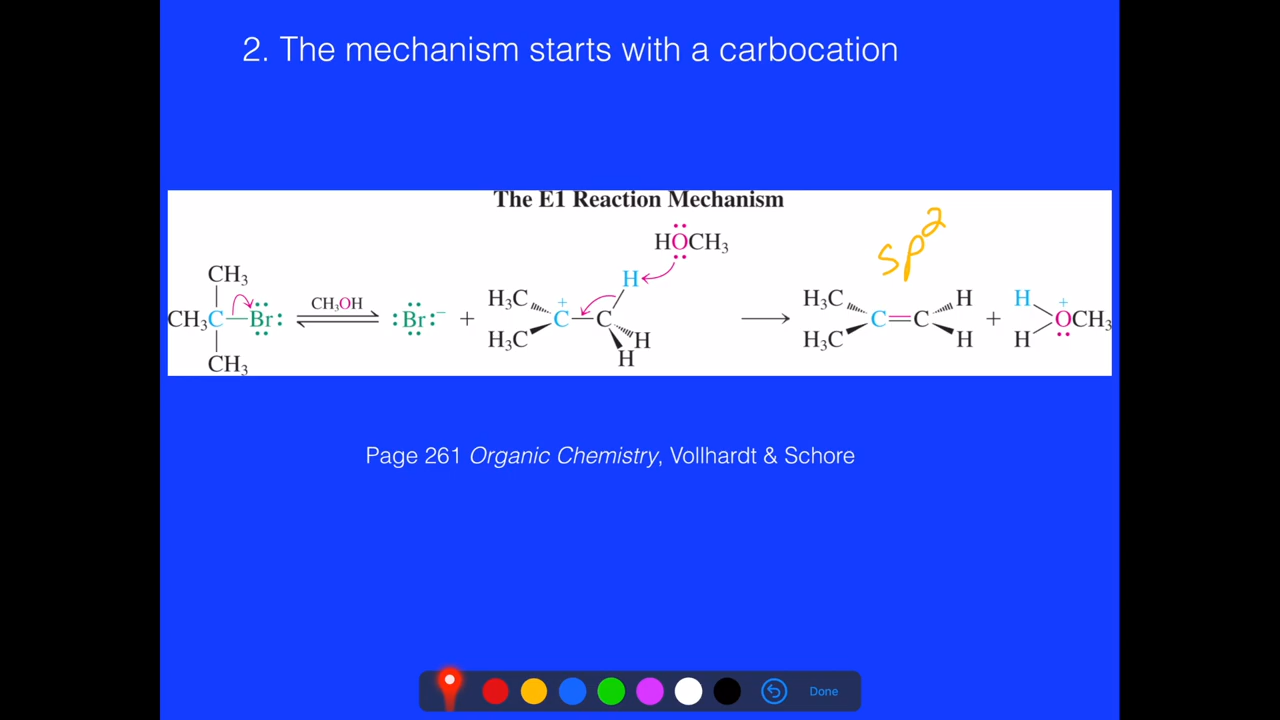 2. The mechanism starts with a carbocation
The E1 Reaction Mechanism
HOCH₃
sp²
CH₃
H
H₃C
H₃C
H
H
CH₃C—Br:
CH₃OH
:Br:⁻ + C—C
C=C
+
OCH₃
+
+
H₃C
H
H₃C
H
H
CH₃
H
Page 261 Organic Chemistry, Vollhardt & Schore
Done